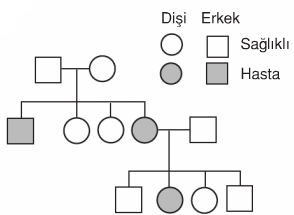 Dişi Erkek
Sağlıklı
Hasta